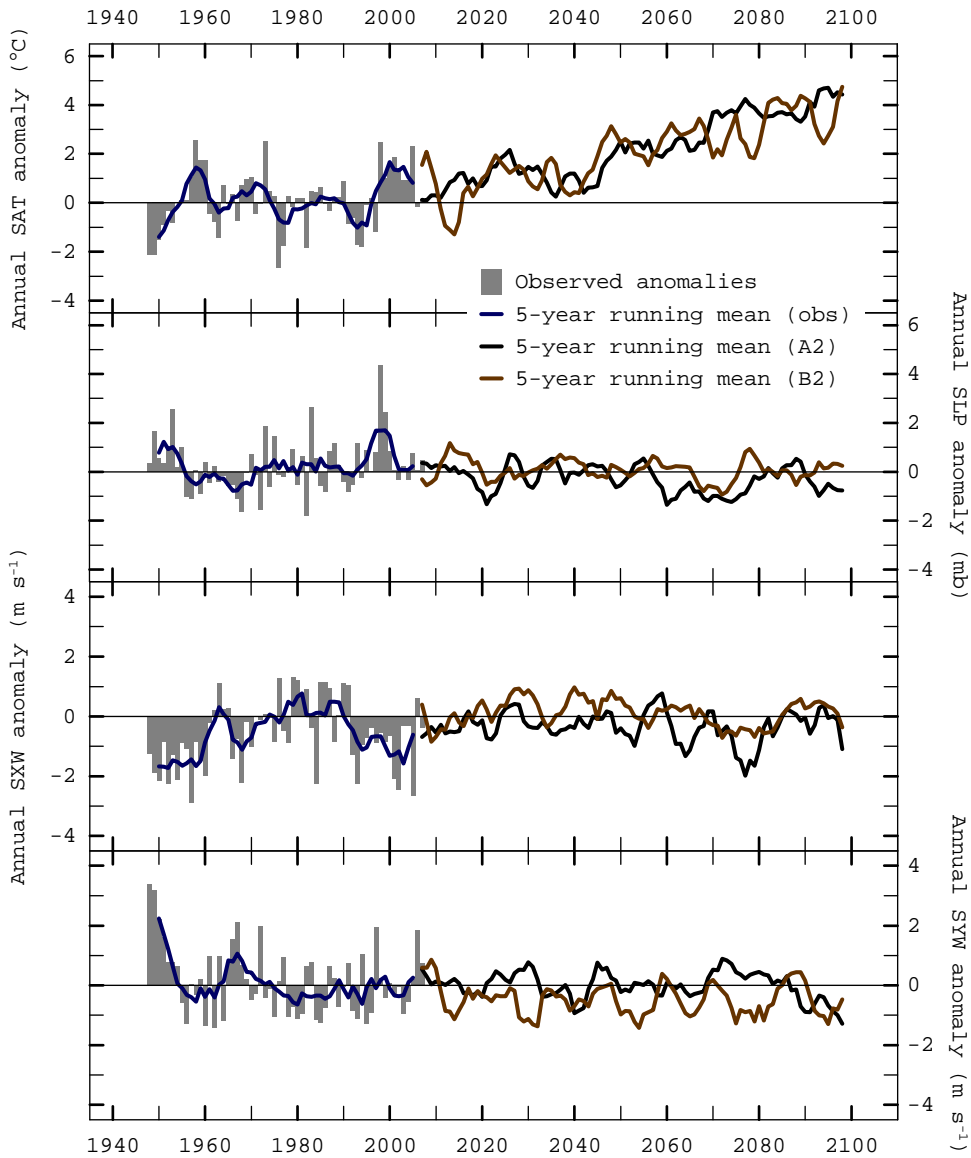 1940 1960 1980 2000 2020 2040 2060 2080 2100
Annual SAT anomaly (°C)
6
4
2
0
-2
-4
Observed anomalies
5-year running mean (obs)
5-year running mean (A2)
5-year running mean (B2)
Annual SLP anomaly (mb)
6
4
2
0
-2
-4
Annual SXW anomaly (m s⁻¹)
4
2
0
-2
-4
Annual SYW anomaly (m s⁻¹)
4
2
0
-2
-4
1940 1960 1980 2000 2020 2040 2060 2080 2100